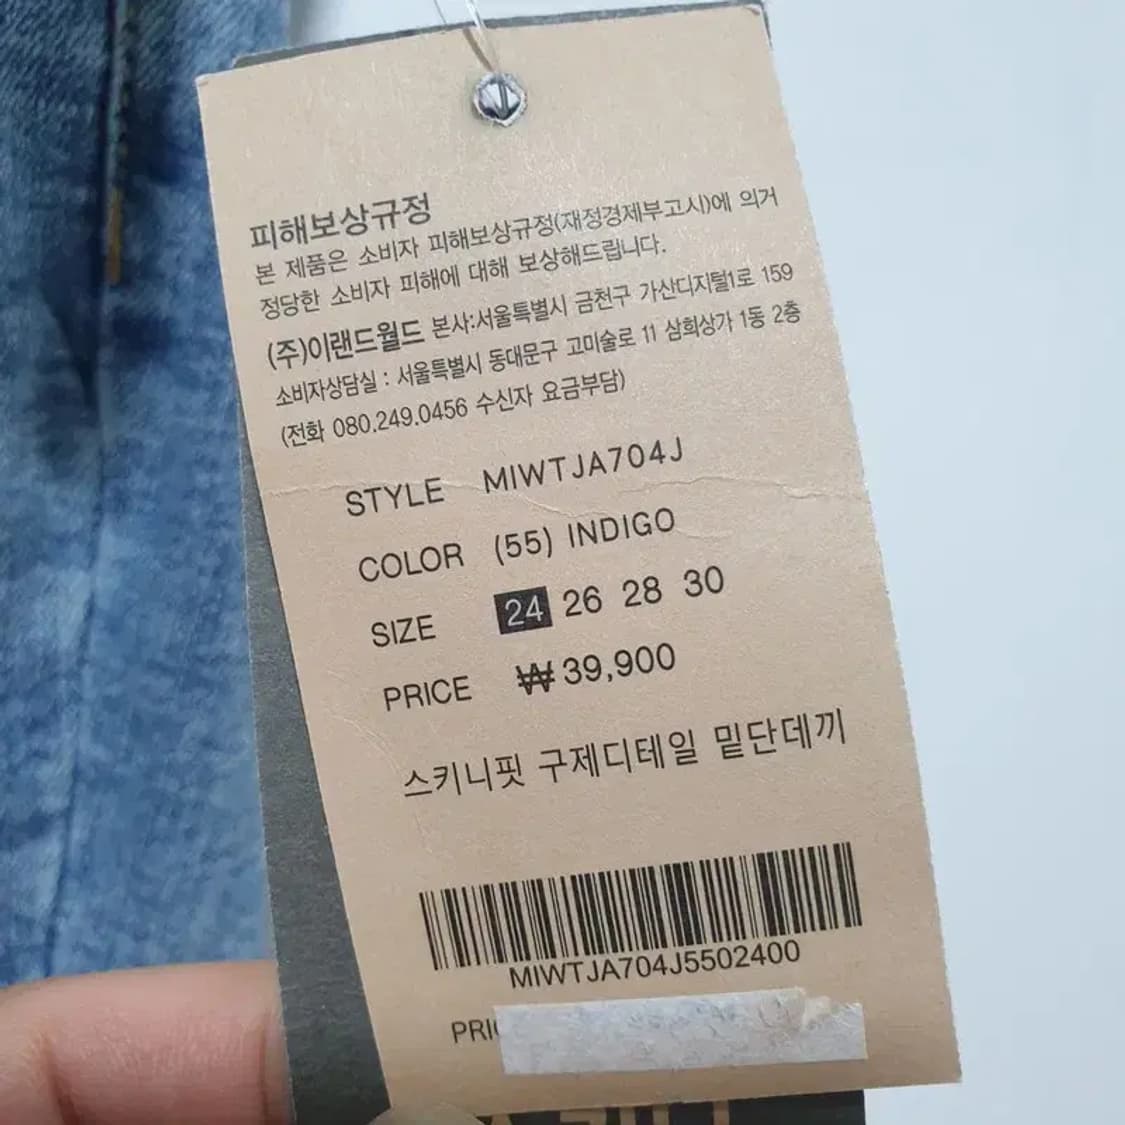 피해보상규정
본 제품은 소비자 피해보상규정(재정경제부고시)에 의거
정당한 소비자 피해에 대해 보상해드립니다.
(주)이랜드월드 본사:서울특별시 금천구 가산디지털1로 159
소비자상담실 : 서울특별시 동대문구 고미술로 11 삼희상가 1동 2층
(전화 080.249.0456 수신자 요금부담)
STYLE MIWTJA704J
COLOR (55) INDIGO
SIZE 24 26 28 30
PRICE ₩39,900
스키니핏 구제디테일 밑단데끼
MIWTJA704J5502400